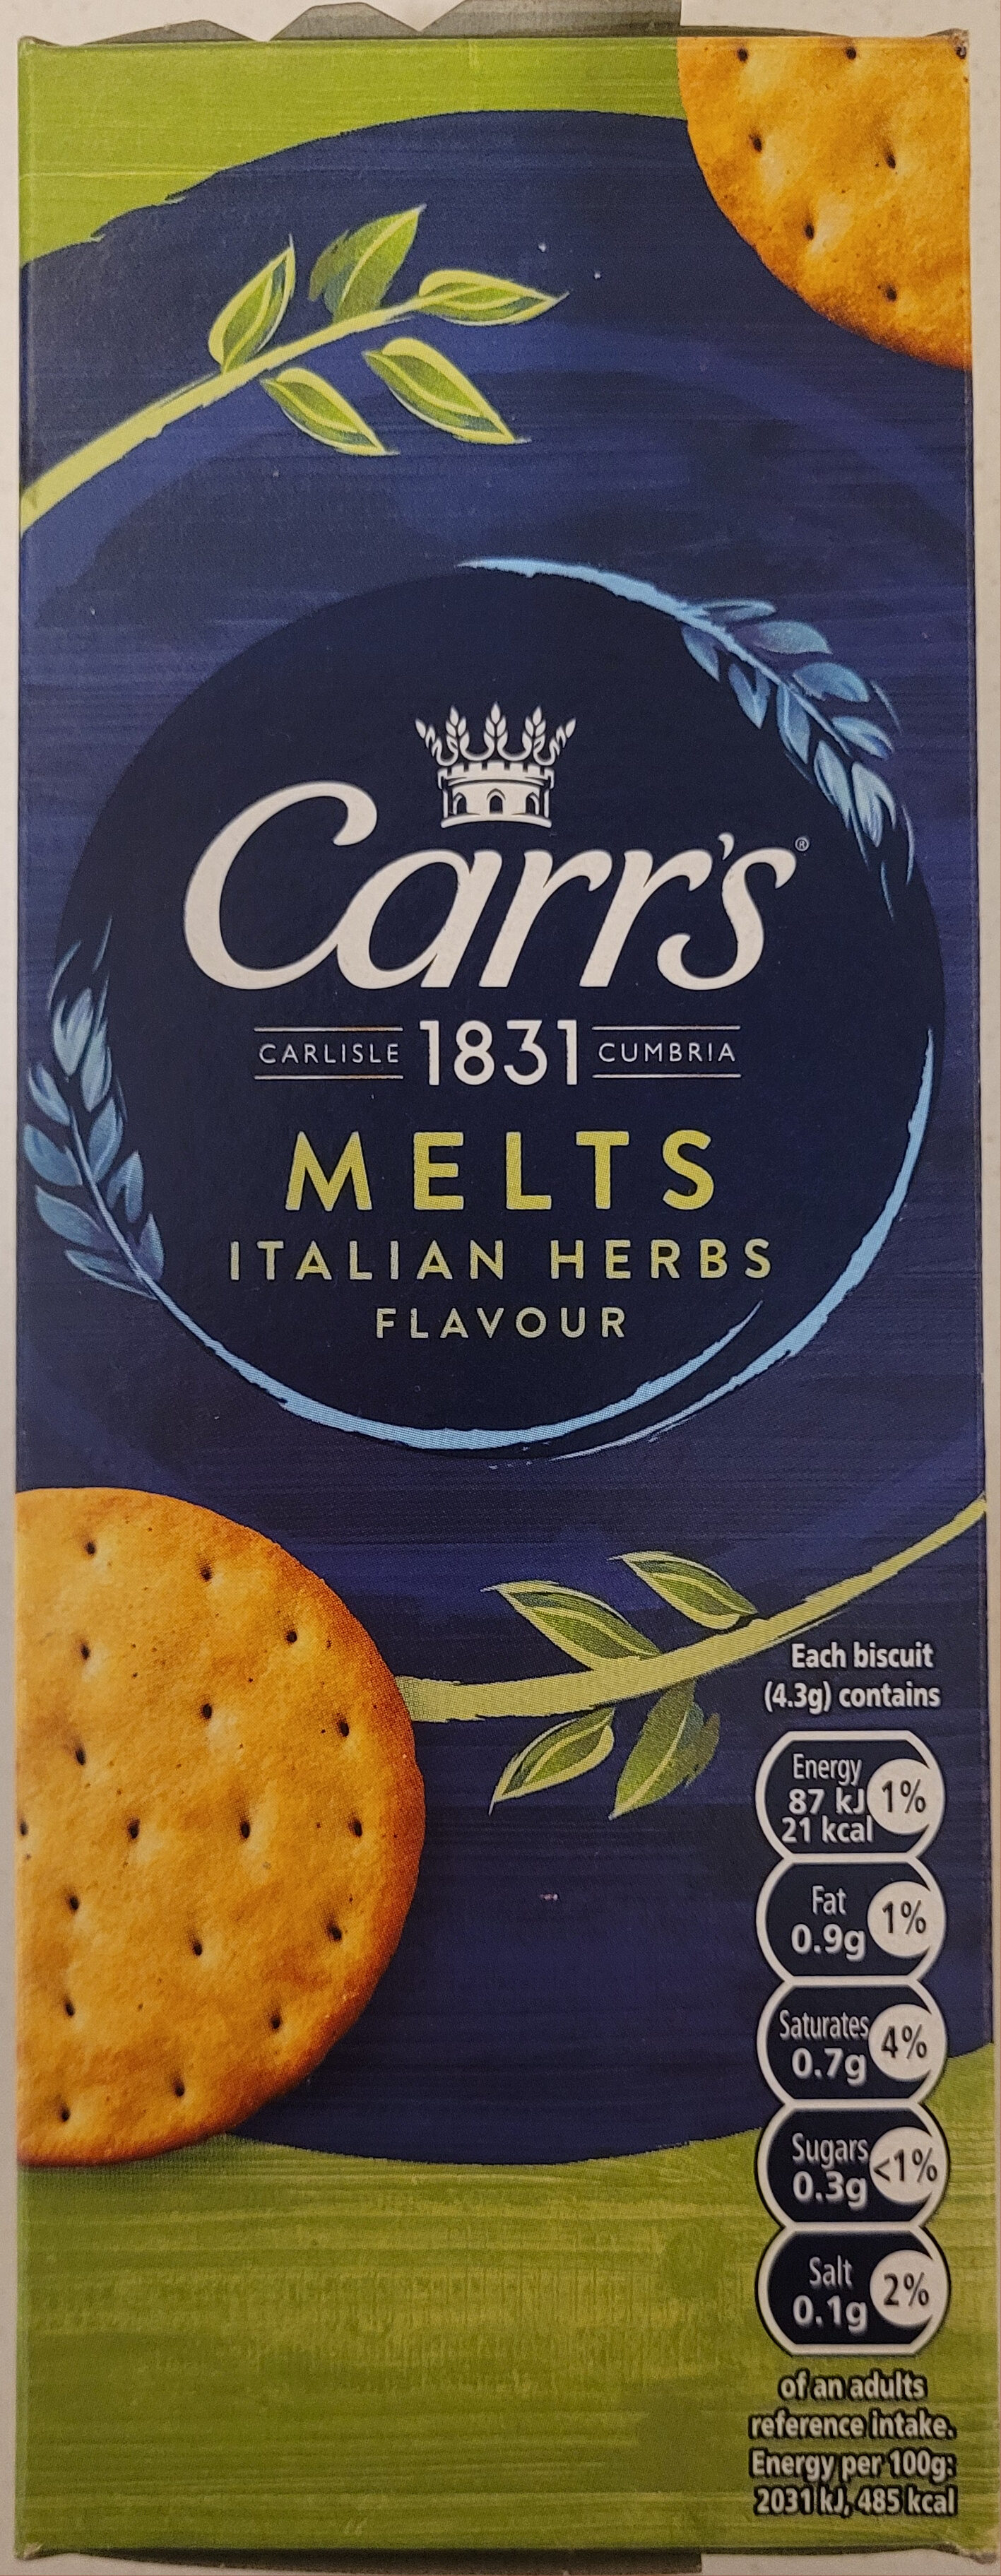 Carr's®
CARLISLE 1831 CUMBRIA
MELTS
ITALIAN HERBS
FLAVOUR
Each biscuit
(4.3g) contains
Energy
87 kJ
21 kcal
1%
Fat
0.9g
1%
Saturates
0.7g
4%
Sugars
0.3g
<1%
Salt
0.1g
2%
of an adults
reference intake.
Energy per 100g:
2031 kJ, 485 kcal